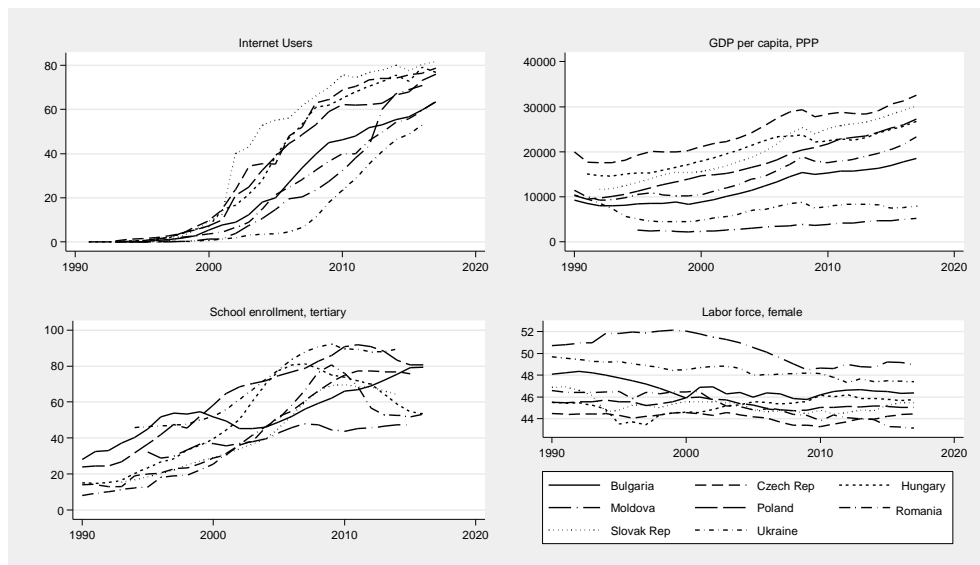 Internet Users
80
60
40
20
0
1990 2000 2010 2020
GDP per capita, PPP
40000
30000
20000
10000
0
1990 2000 2010 2020
School enrollment, tertiary
100
80
60
40
20
0
1990 2000 2010 2020
Labor force, female
52
50
48
46
44
1990 2000 2010 2020
Bulgaria Czech Rep Hungary
Moldova Poland Romania
Slovak Rep Ukraine